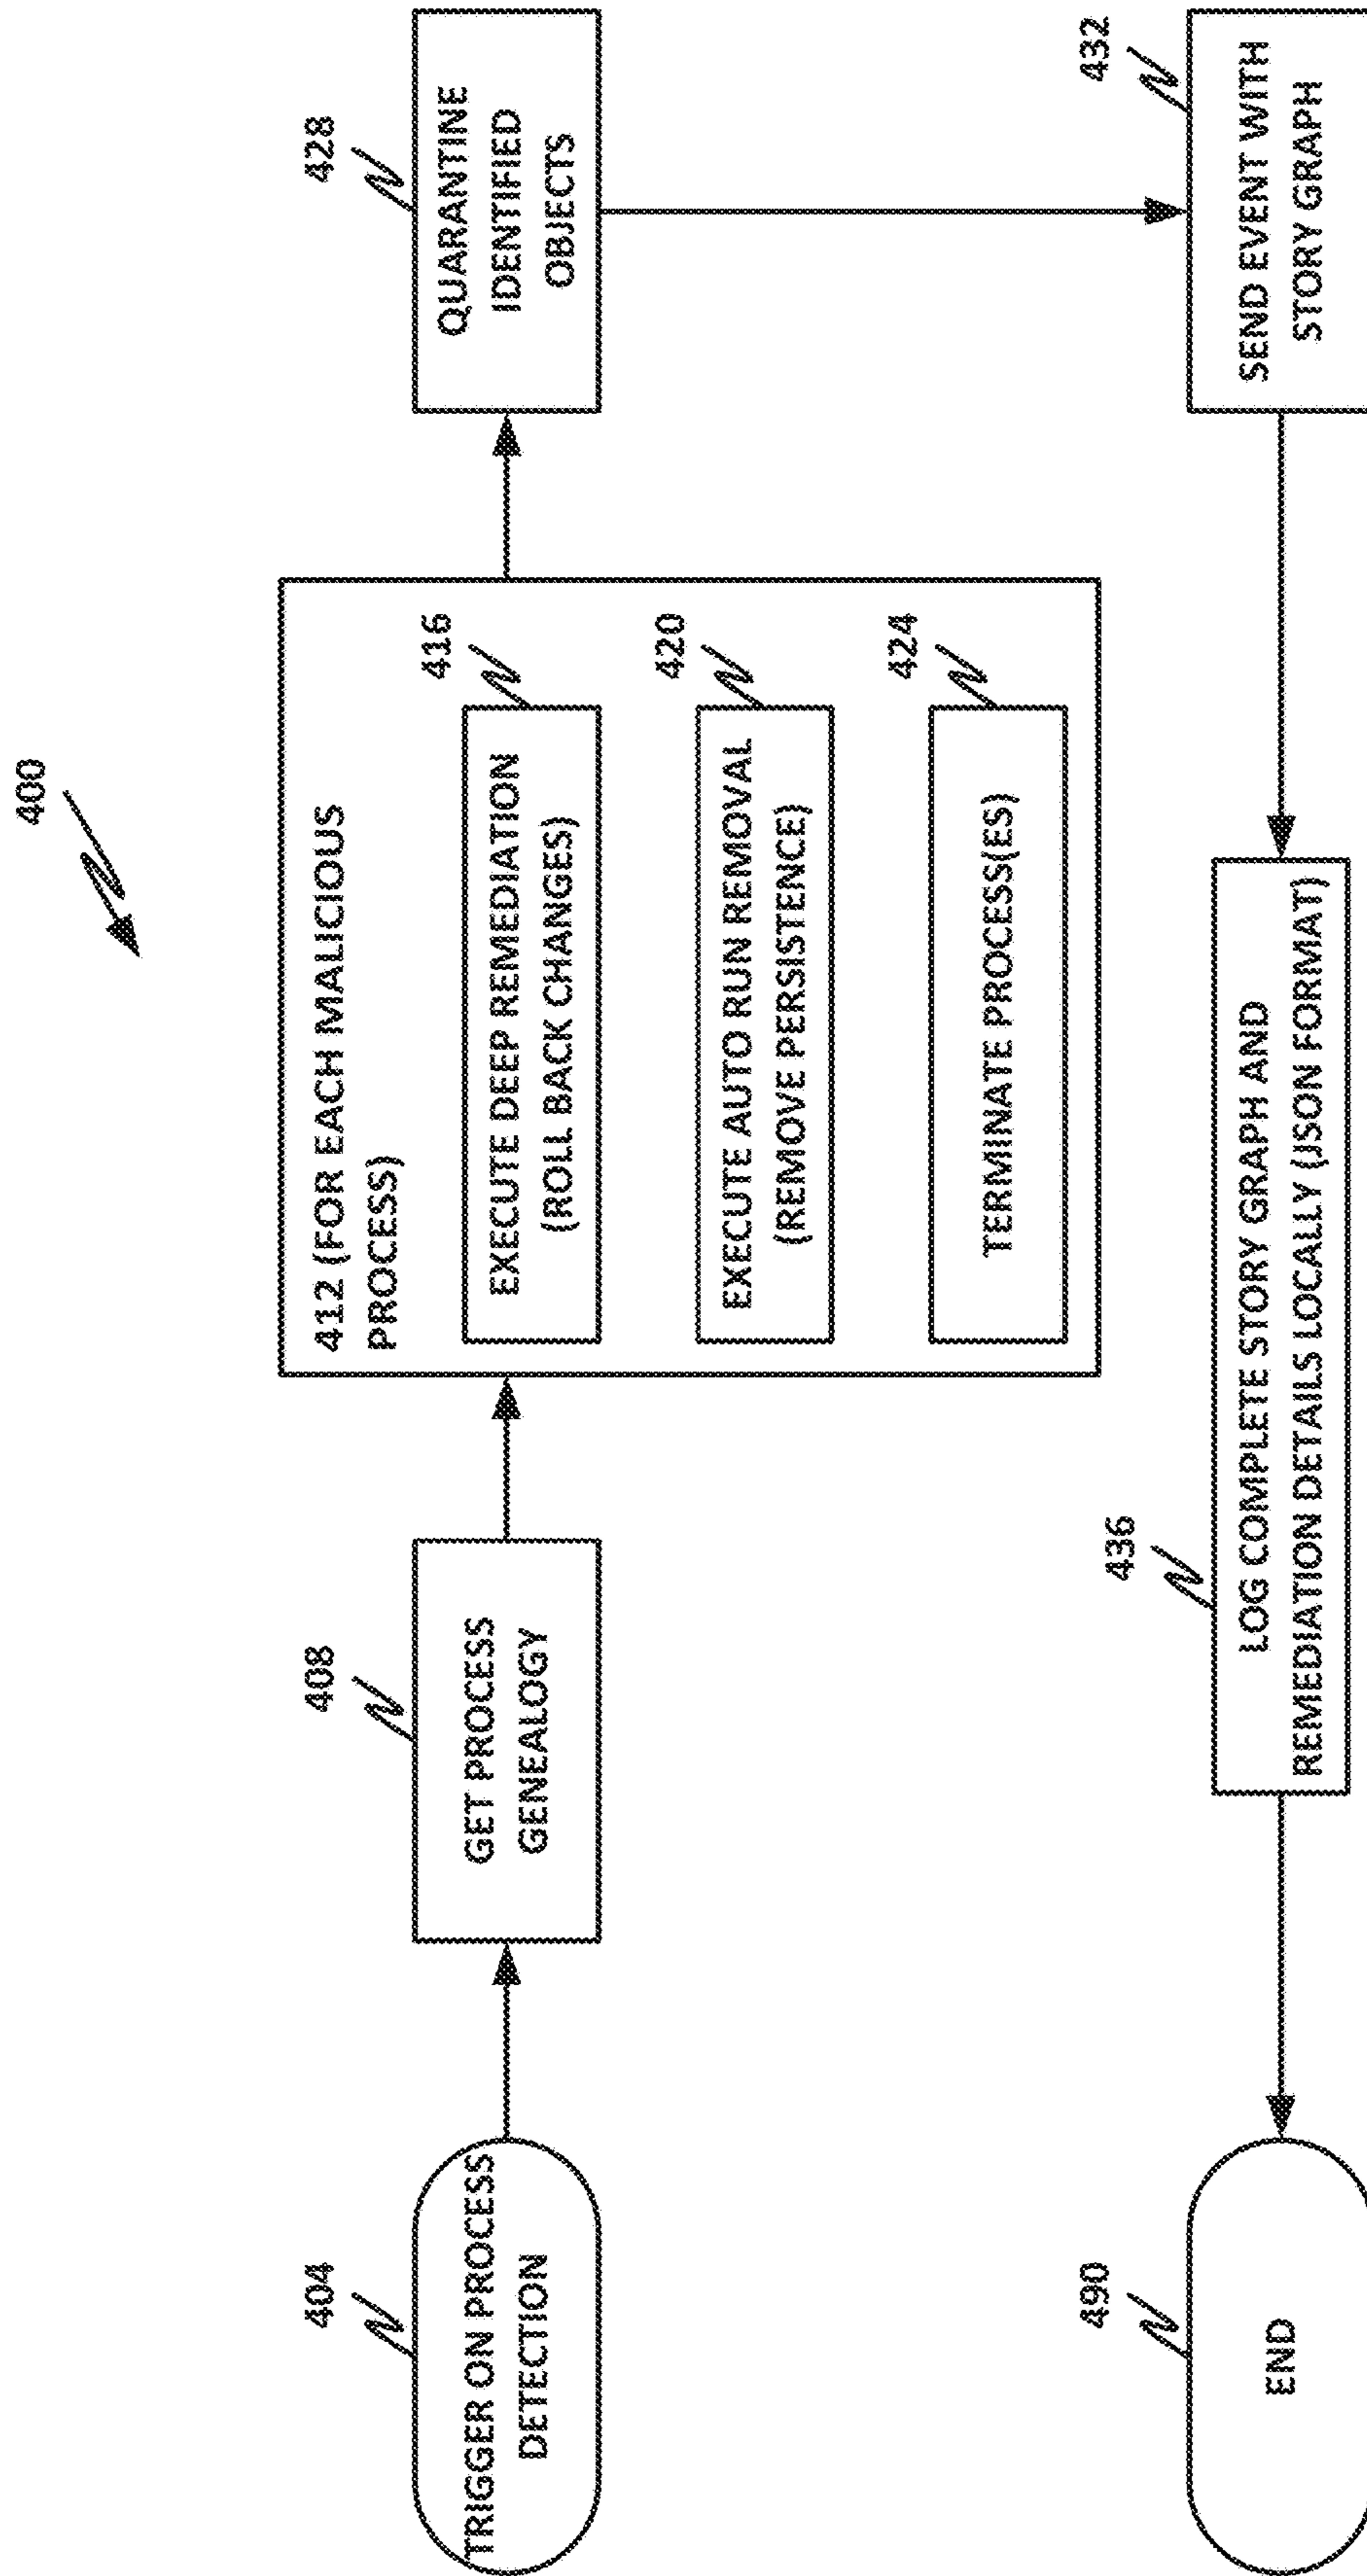 400
404
TRIGGER ON PROCESS
DETECTION
408
GET PROCESS
GENEALOGY
412 (FOR EACH MALICIOUS
PROCESS)
416
EXECUTE DEEP REMEDIATION
(ROLL BACK CHANGES)
420
EXECUTE AUTO RUN REMOVAL
(REMOVE PERSISTENCE)
424
TERMINATE PROCESS(ES)
428
QUARANTINE
IDENTIFIED
OBJECTS
432
SEND EVENT WITH
STORY GRAPH
436
LOG COMPLETE STORY GRAPH AND
REMEDIATION DETAILS LOCALLY (JSON FORMAT)
490
END